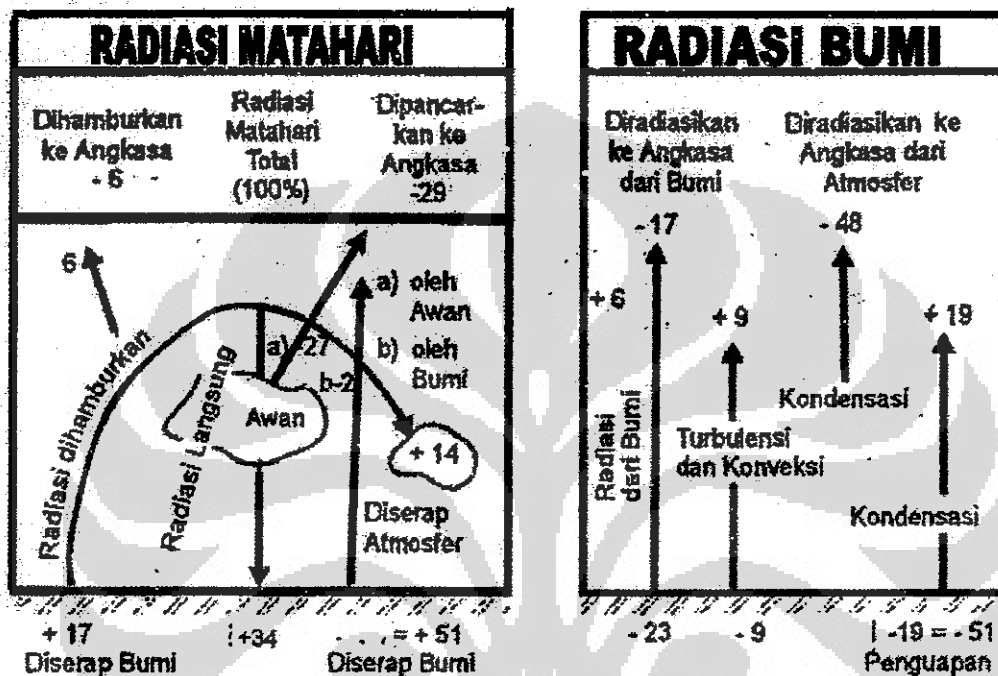 RADIASI MATAHARI
Dihamburkan
ke Angkasa
- 6
Radiasi
Matahari
Total
(100%)
Dipancar-
kan ke
Angkasa
-29
6
Radiasi dihamburkan
Radiasi Langsung
a) -27
b-2
Awan
a) oleh
Awan
b) oleh
Bumi
+ 14
Diserap
Atmosfer
+ 17
Diserap Bumi
+34
= + 51
Diserap Bumi
RADIASI BUMI
Diradiasikan
ke Angkasa
dari Bumi
- 17
Diradiasikan ke
Angkasa dari
Atmosfer
- 48
+ 6
+ 9
+ 19
Radiasi
dari Bumi
Turbulensi
dan Konveksi
Kondensasi
Kondensasi
- 23
- 9
-19 = - 51
Penguapan